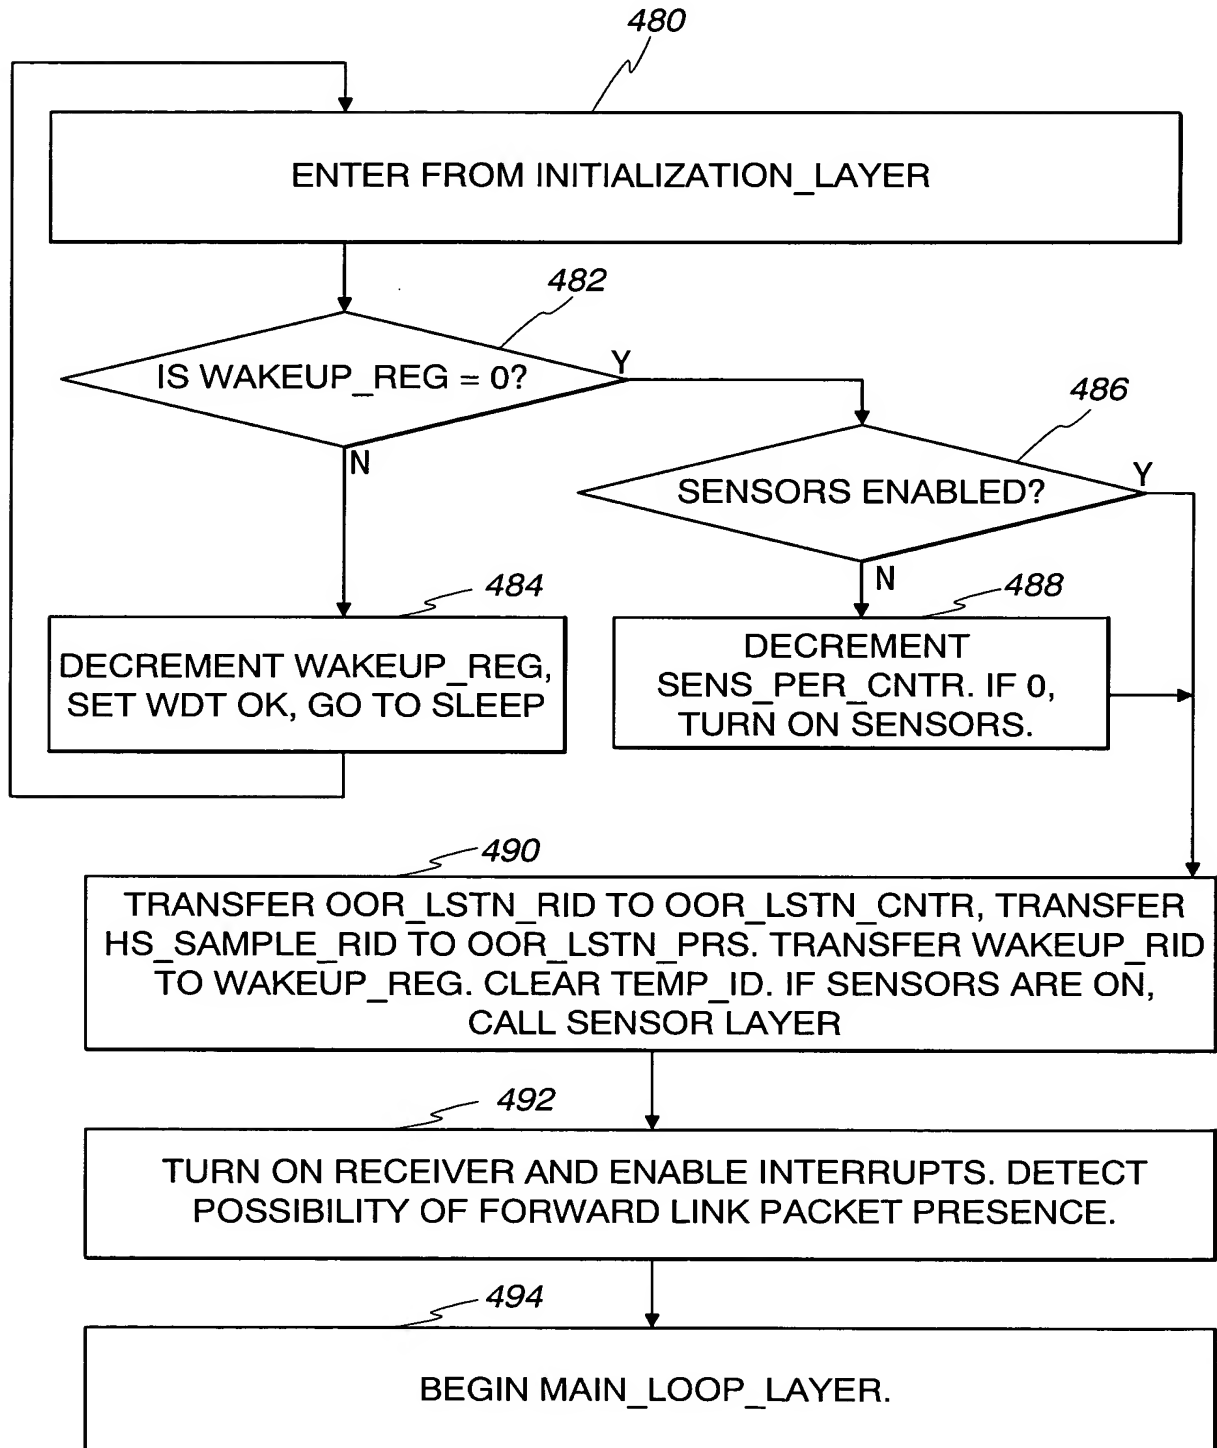 480
ENTER FROM INITIALIZATION_LAYER
482
IS WAKEUP_REG = 0?
Y
N
486
SENSORS ENABLED?
Y
N
484
DECREMENT WAKEUP_REG,
SET WDT OK, GO TO SLEEP
488
DECREMENT
SENS_PER_CNTR. IF 0,
TURN ON SENSORS.
490
TRANSFER OOR_LSTN_RID TO OOR_LSTN_CNTR, TRANSFER
HS_SAMPLE_RID TO OOR_LSTN_PRS. TRANSFER WAKEUP_RID
TO WAKEUP_REG. CLEAR TEMP_ID. IF SENSORS ARE ON,
CALL SENSOR LAYER
492
TURN ON RECEIVER AND ENABLE INTERRUPTS. DETECT
POSSIBILITY OF FORWARD LINK PACKET PRESENCE.
494
BEGIN MAIN_LOOP_LAYER.